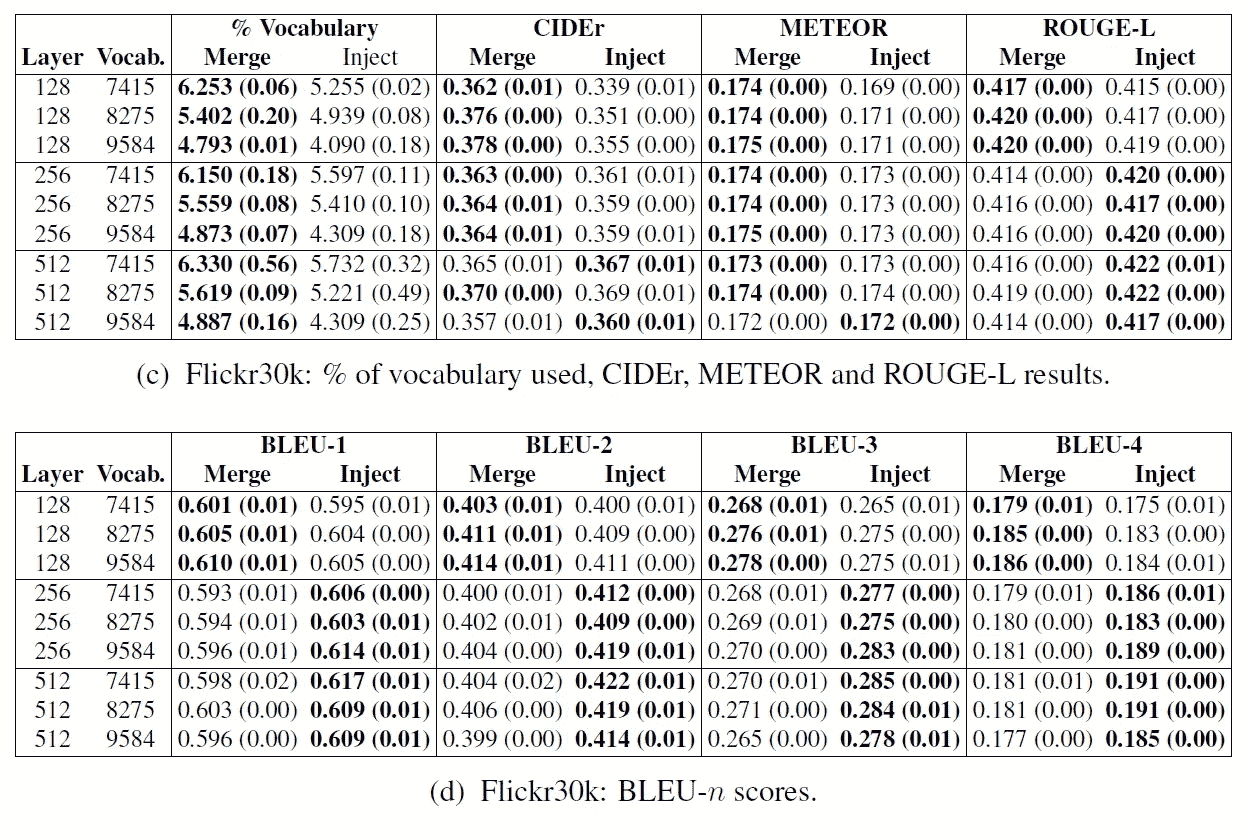 % Vocabulary CIDEr METEOR ROUGE-L
Layer Vocab. Merge Inject Merge Inject Merge Inject Merge Inject
128 7415 6.253 (0.06) 5.255 (0.02) 0.362 (0.01) 0.339 (0.01) 0.174 (0.00) 0.169 (0.00) 0.417 (0.00) 0.415 (0.00)
128 8275 5.402 (0.20) 4.939 (0.08) 0.376 (0.00) 0.351 (0.00) 0.174 (0.00) 0.171 (0.00) 0.420 (0.00) 0.417 (0.00)
128 9584 4.793 (0.01) 4.090 (0.18) 0.378 (0.00) 0.355 (0.00) 0.175 (0.00) 0.171 (0.00) 0.420 (0.00) 0.419 (0.00)
256 7415 6.150 (0.18) 5.597 (0.11) 0.363 (0.00) 0.361 (0.01) 0.174 (0.00) 0.173 (0.00) 0.414 (0.00) 0.420 (0.00)
256 8275 5.559 (0.08) 5.410 (0.10) 0.364 (0.01) 0.359 (0.00) 0.174 (0.00) 0.173 (0.00) 0.416 (0.00) 0.417 (0.00)
256 9584 4.873 (0.07) 4.309 (0.18) 0.364 (0.01) 0.359 (0.01) 0.175 (0.00) 0.173 (0.00) 0.416 (0.00) 0.420 (0.00)
512 7415 6.330 (0.56) 5.732 (0.32) 0.365 (0.01) 0.367 (0.01) 0.173 (0.00) 0.173 (0.00) 0.416 (0.00) 0.422 (0.01)
512 8275 5.619 (0.09) 5.221 (0.49) 0.370 (0.00) 0.369 (0.01) 0.174 (0.00) 0.174 (0.00) 0.419 (0.00) 0.422 (0.00)
512 9584 4.887 (0.16) 4.309 (0.25) 0.357 (0.01) 0.360 (0.01) 0.172 (0.00) 0.172 (0.00) 0.414 (0.00) 0.417 (0.00)
(c) Flickr30k: % of vocabulary used, CIDEr, METEOR and ROUGE-L results.
BLEU-1 BLEU-2 BLEU-3 BLEU-4
Layer Vocab. Merge Inject Merge Inject Merge Inject Merge Inject
128 7415 0.601 (0.01) 0.595 (0.01) 0.403 (0.01) 0.400 (0.01) 0.268 (0.01) 0.265 (0.01) 0.179 (0.01) 0.175 (0.01)
128 8275 0.605 (0.01) 0.604 (0.00) 0.411 (0.01) 0.409 (0.00) 0.276 (0.01) 0.275 (0.00) 0.185 (0.00) 0.183 (0.00)
128 9584 0.610 (0.01) 0.605 (0.00) 0.414 (0.01) 0.411 (0.00) 0.278 (0.00) 0.275 (0.01) 0.186 (0.00) 0.184 (0.01)
256 7415 0.593 (0.01) 0.606 (0.00) 0.400 (0.01) 0.412 (0.00) 0.268 (0.01) 0.277 (0.00) 0.179 (0.01) 0.186 (0.01)
256 8275 0.594 (0.01) 0.603 (0.01) 0.402 (0.01) 0.409 (0.00) 0.269 (0.01) 0.275 (0.00) 0.180 (0.00) 0.183 (0.00)
256 9584 0.596 (0.01) 0.614 (0.01) 0.404 (0.00) 0.419 (0.01) 0.270 (0.00) 0.283 (0.00) 0.181 (0.00) 0.189 (0.00)
512 7415 0.598 (0.02) 0.617 (0.01) 0.404 (0.02) 0.422 (0.01) 0.270 (0.01) 0.285 (0.00) 0.181 (0.01) 0.191 (0.00)
512 8275 0.603 (0.00) 0.609 (0.01) 0.406 (0.00) 0.419 (0.01) 0.271 (0.00) 0.284 (0.01) 0.181 (0.00) 0.191 (0.00)
512 9584 0.596 (0.00) 0.609 (0.01) 0.399 (0.00) 0.414 (0.01) 0.265 (0.00) 0.278 (0.01) 0.177 (0.00) 0.185 (0.00)
(d) Flickr30k: BLEU-n scores.